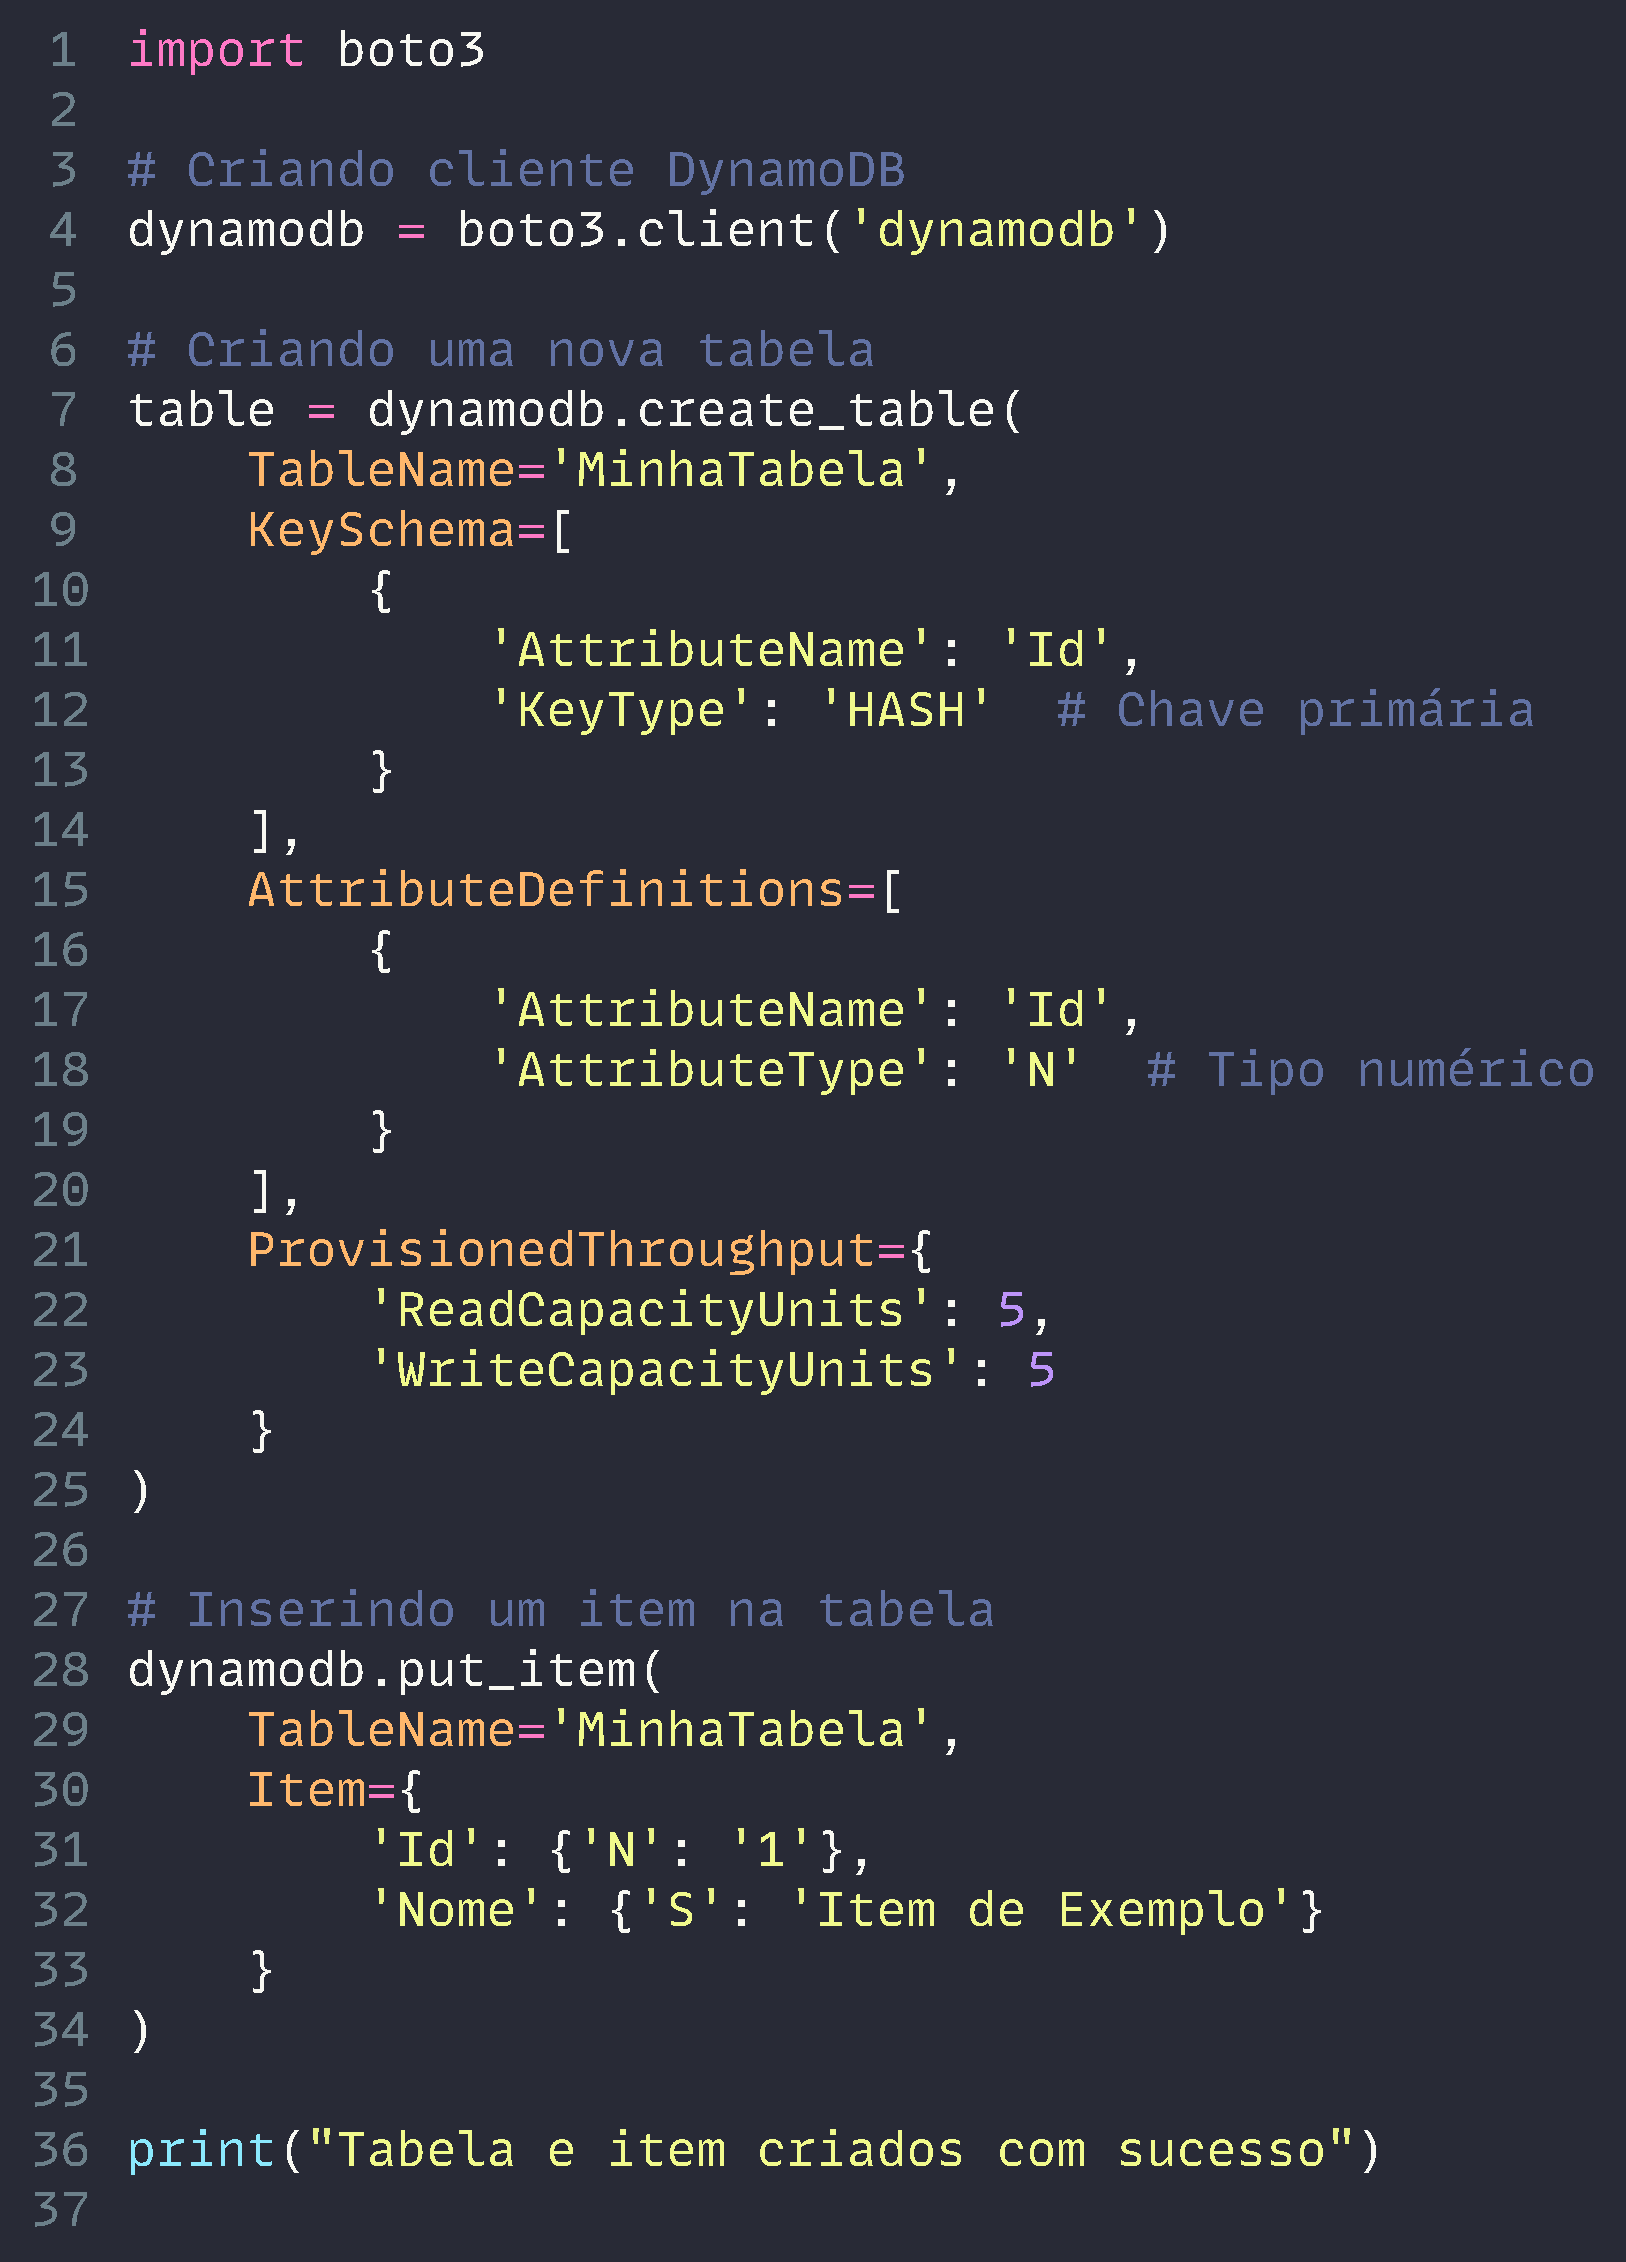 1 import boto3
2
3 # Criando cliente DynamoDB
4 dynamodb = boto3.client('dynamodb')
5
6 # Criando uma nova tabela
7 table = dynamodb.create_table(
8     TableName='MinhaTabela',
9     KeySchema=[
10         {
11             'AttributeName': 'Id',
12             'KeyType': 'HASH'  # Chave primária
13         }
14     ],
15     AttributeDefinitions=[
16         {
17             'AttributeName': 'Id',
18             'AttributeType': 'N'  # Tipo numérico
19         }
20     ],
21     ProvisionedThroughput={
22         'ReadCapacityUnits': 5,
23         'WriteCapacityUnits': 5
24     }
25 )
26
27 # Inserindo um item na tabela
28 dynamodb.put_item(
29     TableName='MinhaTabela',
30     Item={
31         'Id': {'N': '1'},
32         'Nome': {'S': 'Item de Exemplo'}
33     }
34 )
35
36 print("Tabela e item criados com sucesso")
37